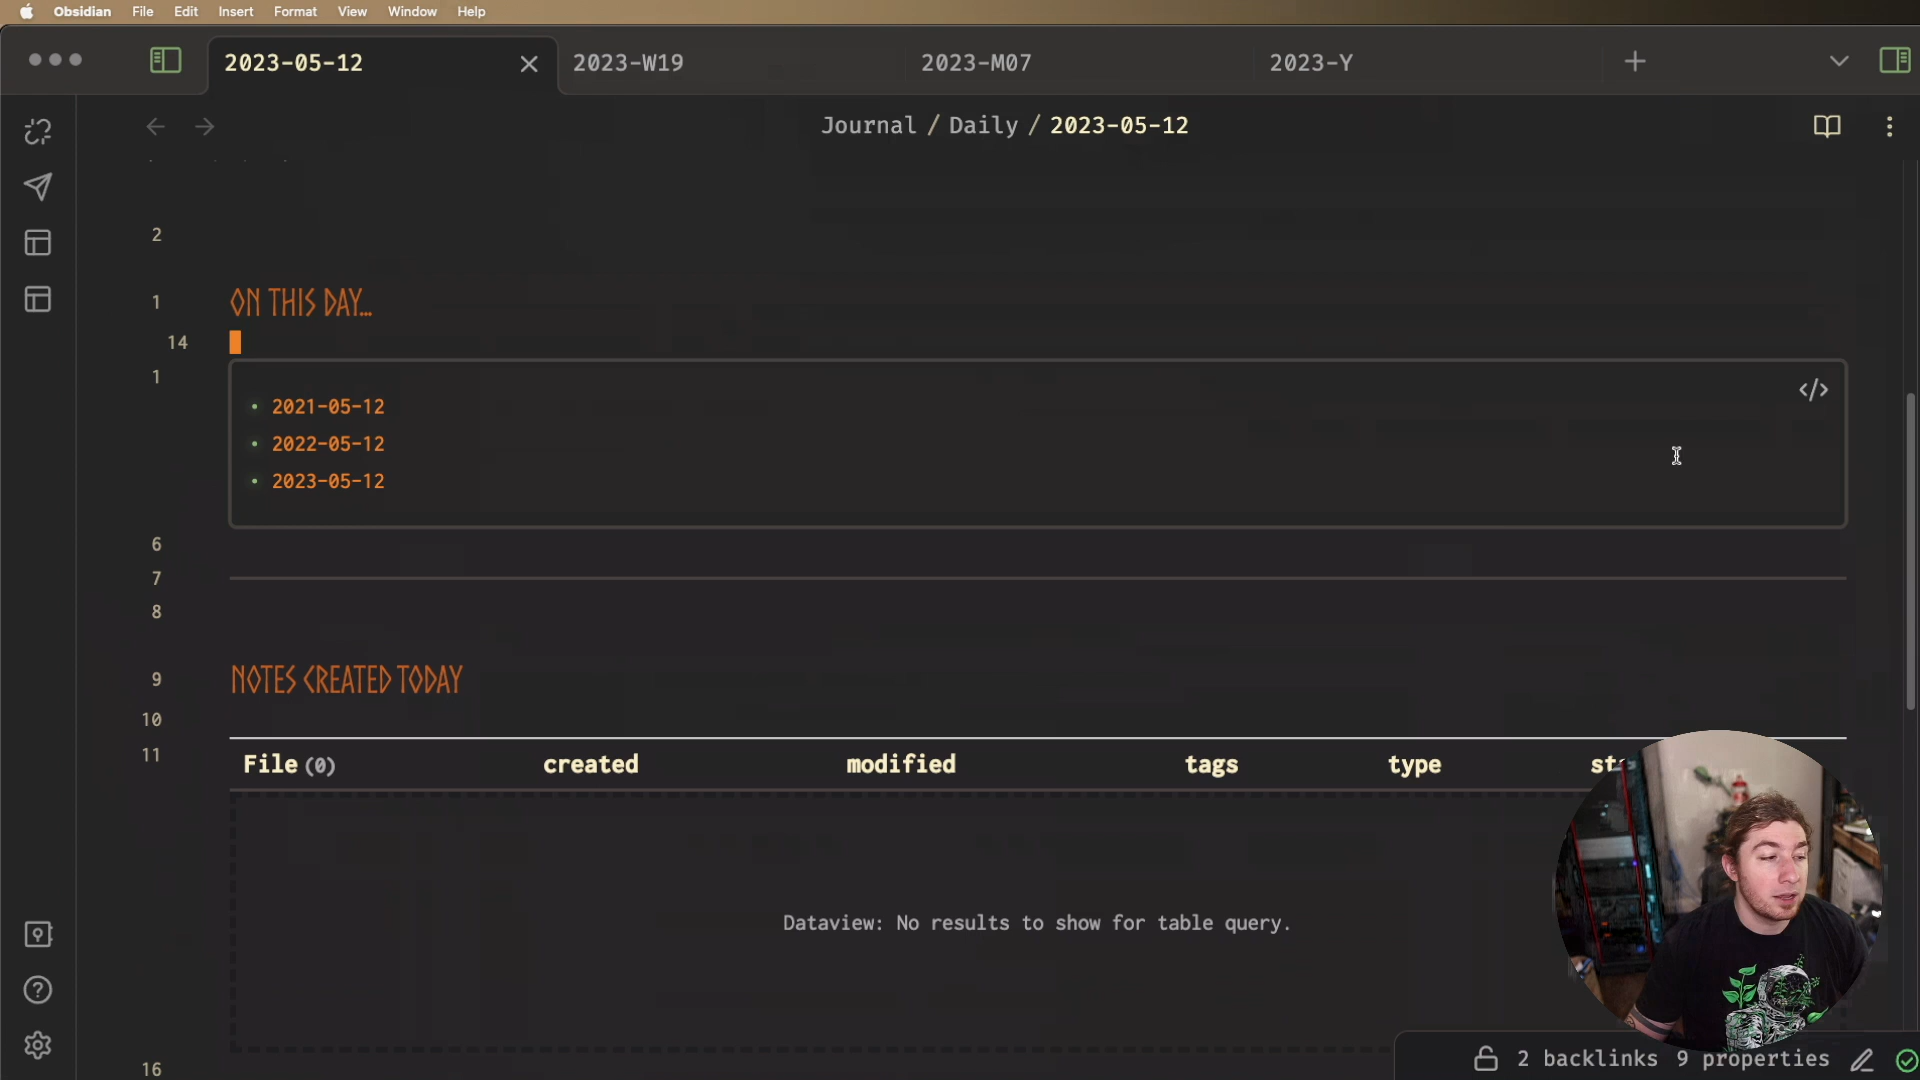 Obsidian File Edit Insert Format View Window Help
2023-05-12 2023-W19 2023-M07 2023-Y
Journal / Daily / 2023-05-12
2
1 ON THIS DAY...
14
1
2021-05-12
2022-05-12
2023-05-12
6
7
8
9 NOTES CREATED TODAY
10
11 File (0) created modified tags type
Dataview: No results to show for table query.
16
2 backlinks 9 properties